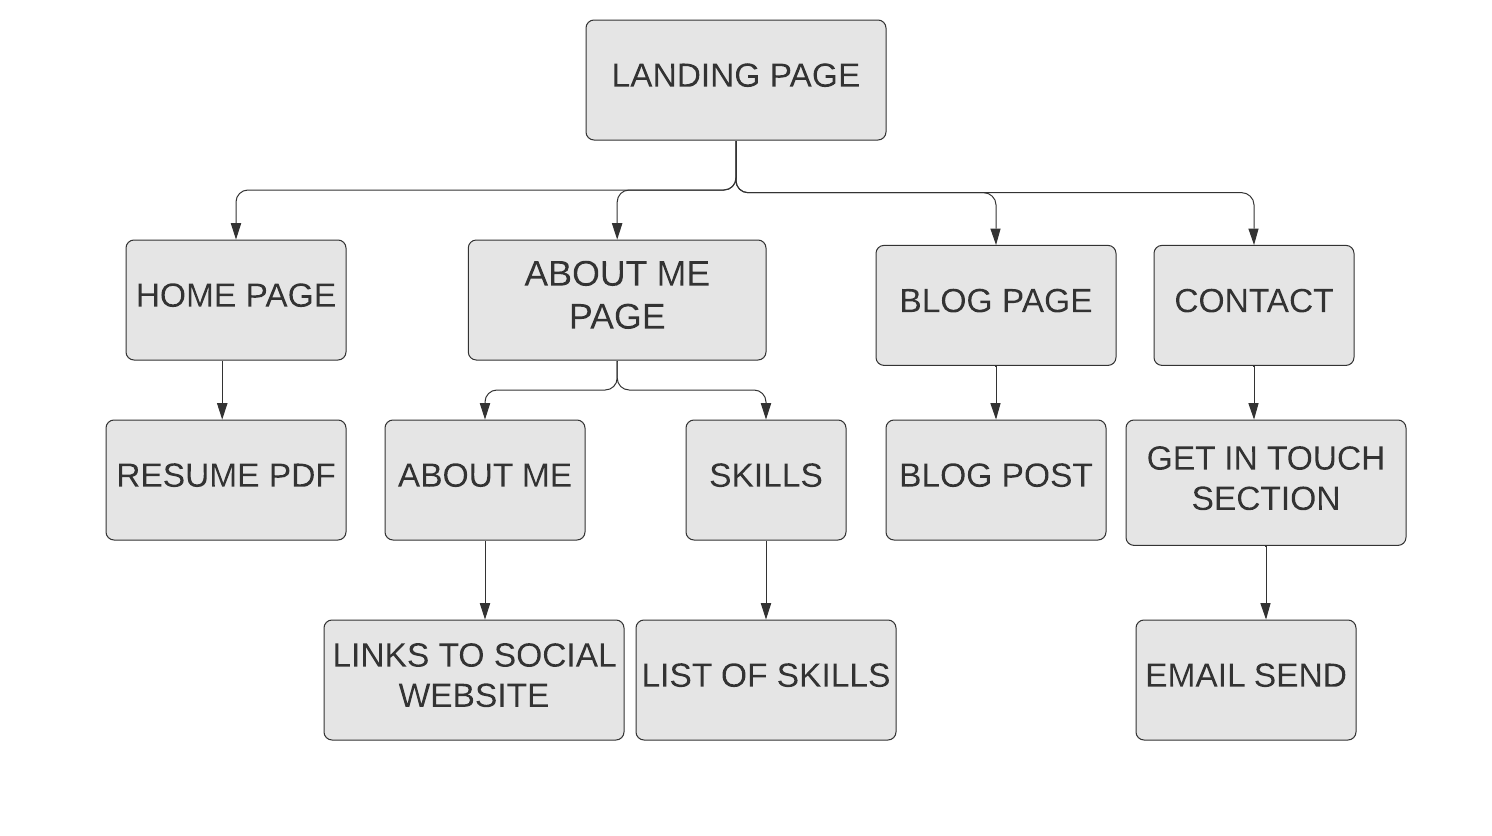 LANDING PAGE
HOME PAGE
ABOUT ME
PAGE
BLOG PAGE
CONTACT
RESUME PDF
ABOUT ME
SKILLS
BLOG POST
GET IN TOUCH
SECTION
LINKS TO SOCIAL
WEBSITE
LIST OF SKILLS
EMAIL SEND